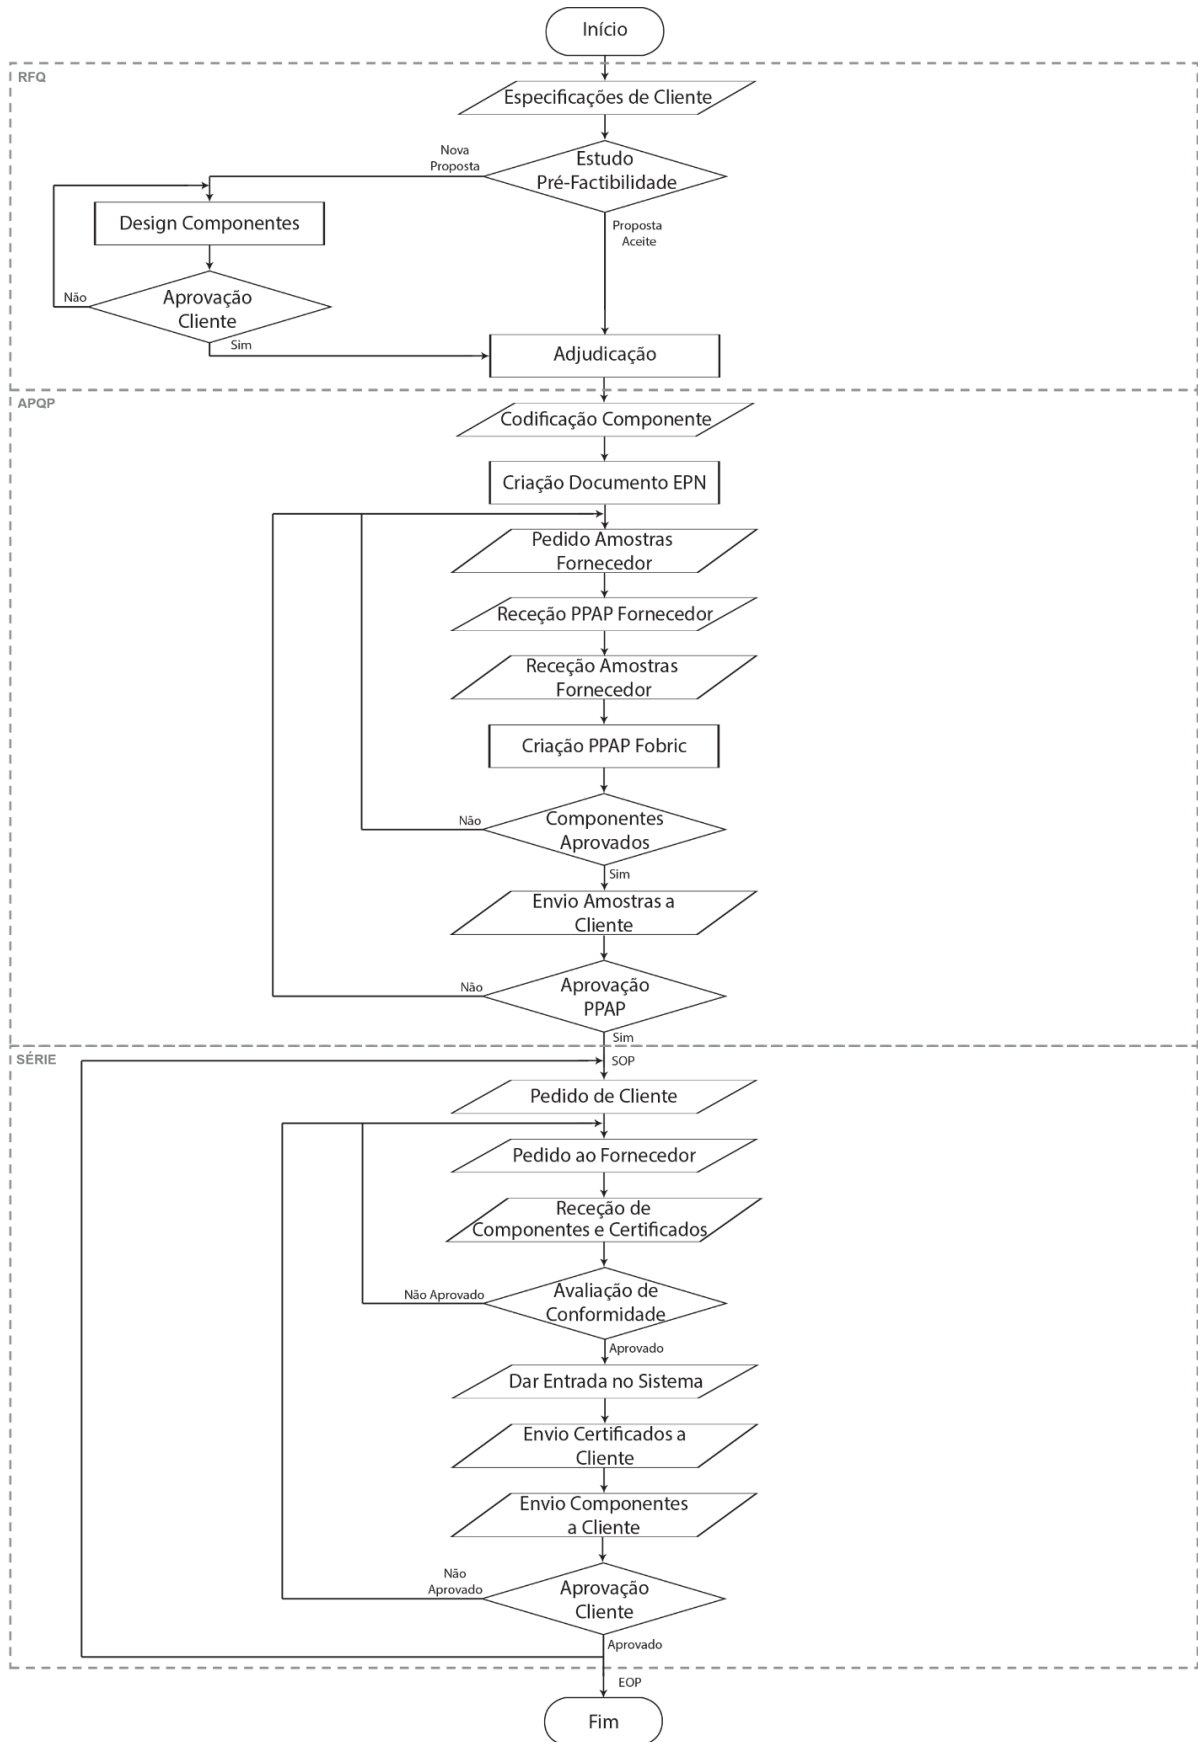 Início
RFQ
Especificações de Cliente
Nova
Proposta
Estudo
Pré-Factibilidade
Proposta
Aceite
Design Componentes
Não
Aprovação
Cliente
Sim
Adjudicação
APQP
Codificação Componente
Criação Documento EPN
Pedido Amostras
Fornecedor
Receção PPAP Fornecedor
Receção Amostras
Fornecedor
Criação PPAP Fobric
Não
Componentes
Aprovados
Sim
Envio Amostras a
Cliente
Não
Aprovação
PPAP
Sim
SÉRIE
SOP
Pedido de Cliente
Pedido ao Fornecedor
Receção de
Componentes e Certificados
Não Aprovado
Avaliação de
Conformidade
Aprovado
Dar Entrada no Sistema
Envio Certificados a
Cliente
Envio Componentes
a Cliente
Não
Aprovado
Aprovação
Cliente
Aprovado
EOP
Fim